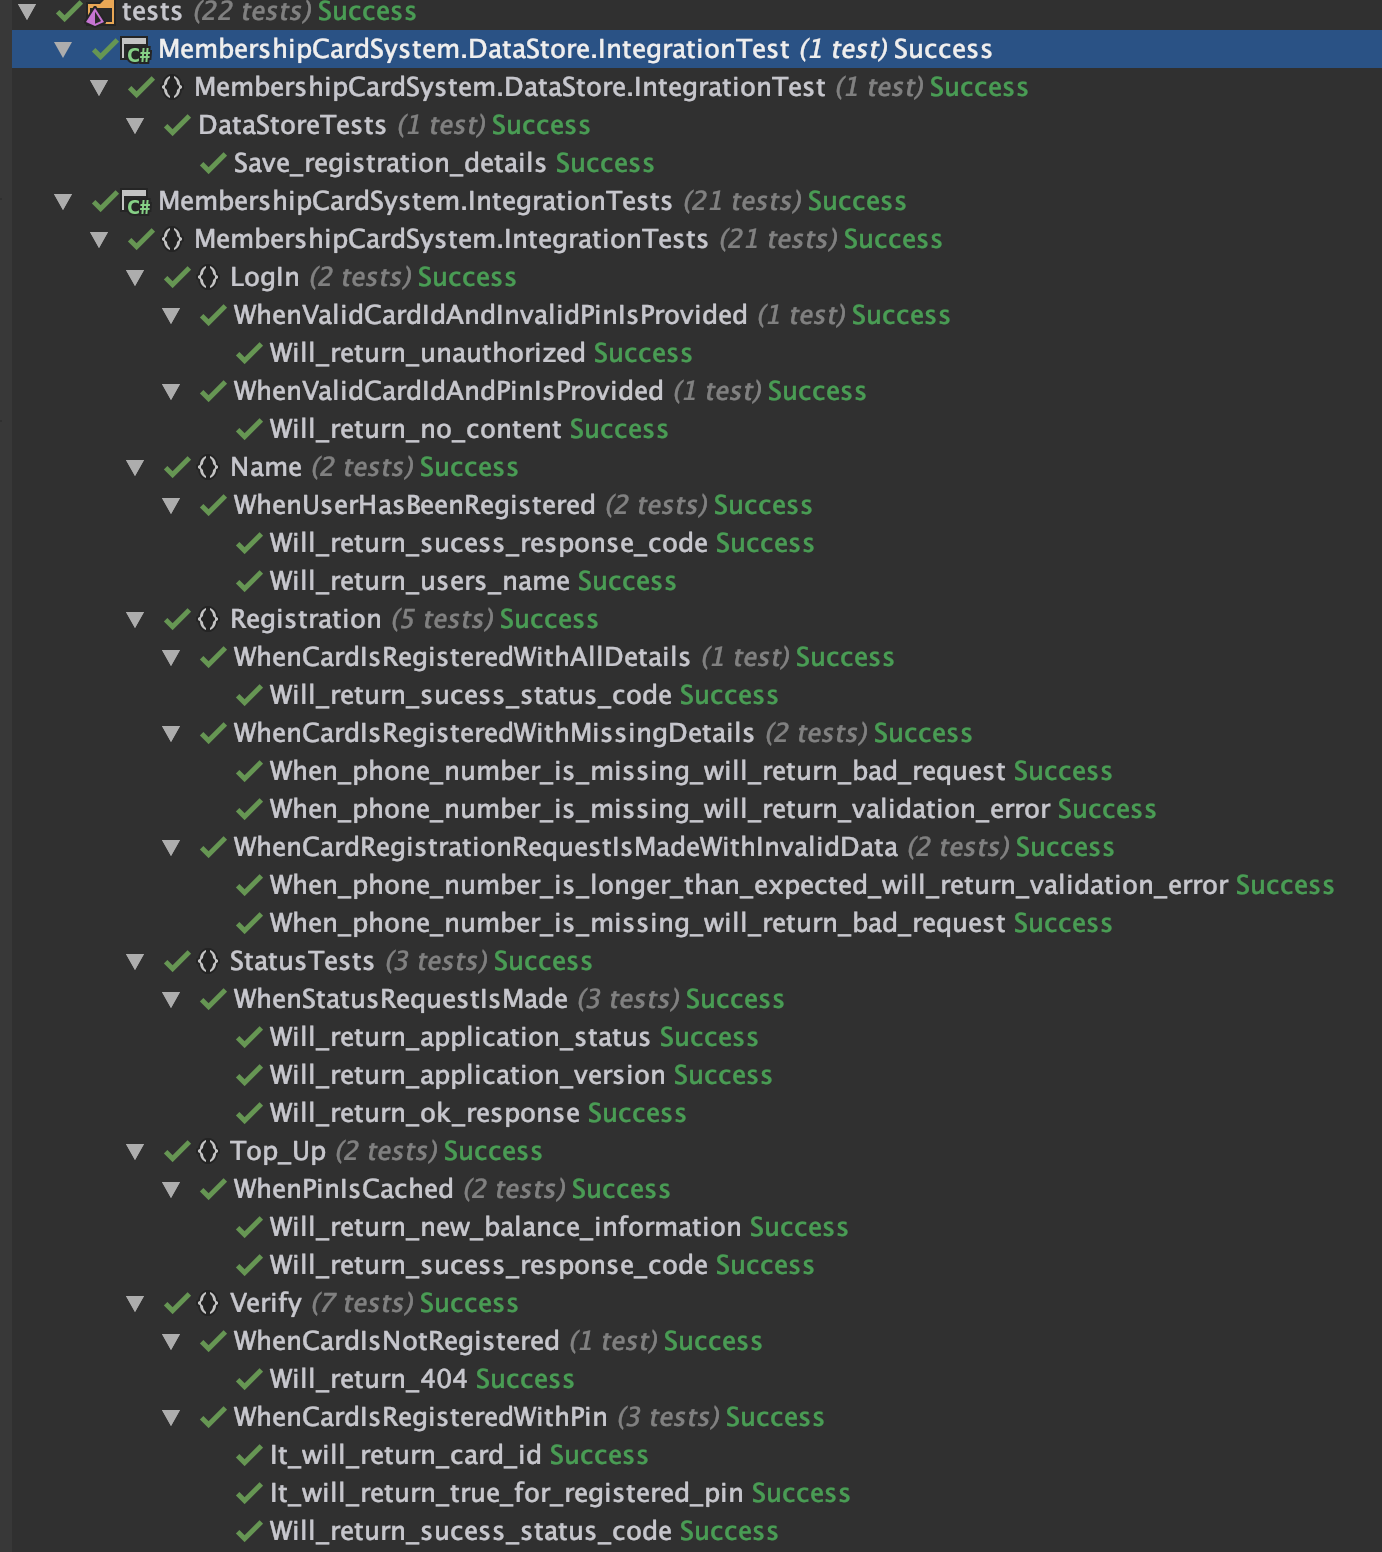 tests (22 tests) Success
C# MembershipCardSystem.DataStore.IntegrationTest (1 test) Success
MembershipCardSystem.DataStore.IntegrationTest (1 test) Success
DataStoreTests (1 test) Success
Save_registration_details Success
C# MembershipCardSystem.IntegrationTests (21 tests) Success
MembershipCardSystem.IntegrationTests (21 tests) Success
LogIn (2 tests) Success
WhenValidCardIdAndInvalidPinIsProvided (1 test) Success
Will_return_unauthorized Success
WhenValidCardIdAndPinIsProvided (1 test) Success
Will_return_no_content Success
Name (2 tests) Success
WhenUserHasBeenRegistered (2 tests) Success
Will_return_sucess_response_code Success
Will_return_users_name Success
Registration (5 tests) Success
WhenCardIsRegisteredWithAllDetails (1 test) Success
Will_return_sucess_status_code Success
WhenCardIsRegisteredWithMissingDetails (2 tests) Success
When_phone_number_is_missing_will_return_bad_request Success
When_phone_number_is_missing_will_return_validation_error Success
WhenCardRegistrationRequestIsMadeWithInvalidData (2 tests) Success
When_phone_number_is_longer_than_expected_will_return_validation_error Success
When_phone_number_is_missing_will_return_bad_request Success
StatusTests (3 tests) Success
WhenStatusRequestIsMade (3 tests) Success
Will_return_application_status Success
Will_return_application_version Success
Will_return_ok_response Success
Top_Up (2 tests) Success
WhenPinIsCached (2 tests) Success
Will_return_new_balance_information Success
Will_return_sucess_response_code Success
Verify (7 tests) Success
WhenCardIsNotRegistered (1 test) Success
Will_return_404 Success
WhenCardIsRegisteredWithPin (3 tests) Success
It_will_return_card_id Success
It_will_return_true_for_registered_pin Success
Will_return_sucess_status_code Success